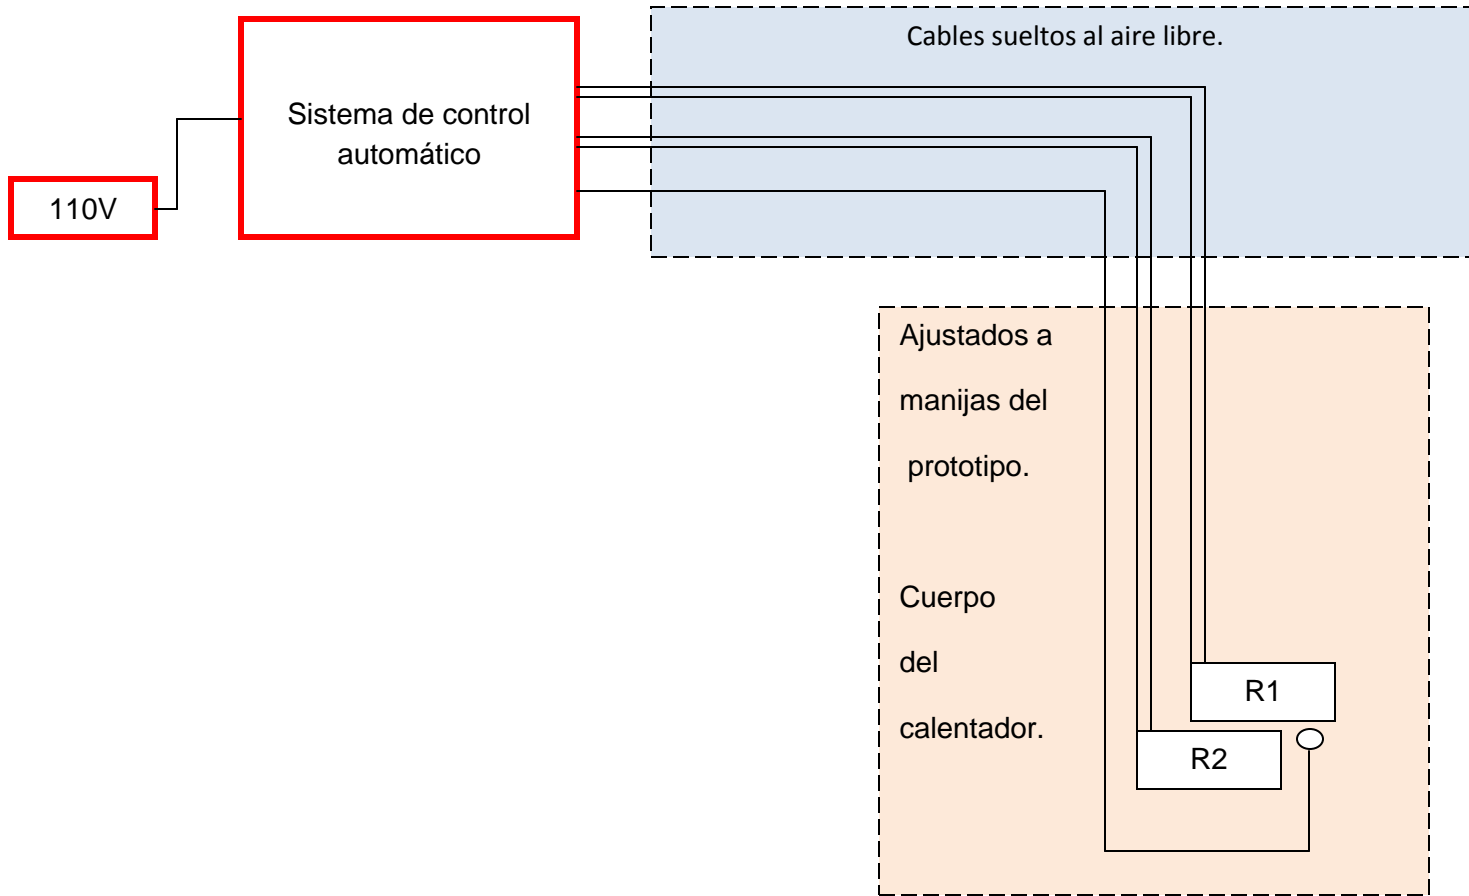 Cables sueltos al aire libre.
Sistema de control
automático
110V
Ajustados a
manijas del
prototipo.
Cuerpo
del
calentador.
R1
R2